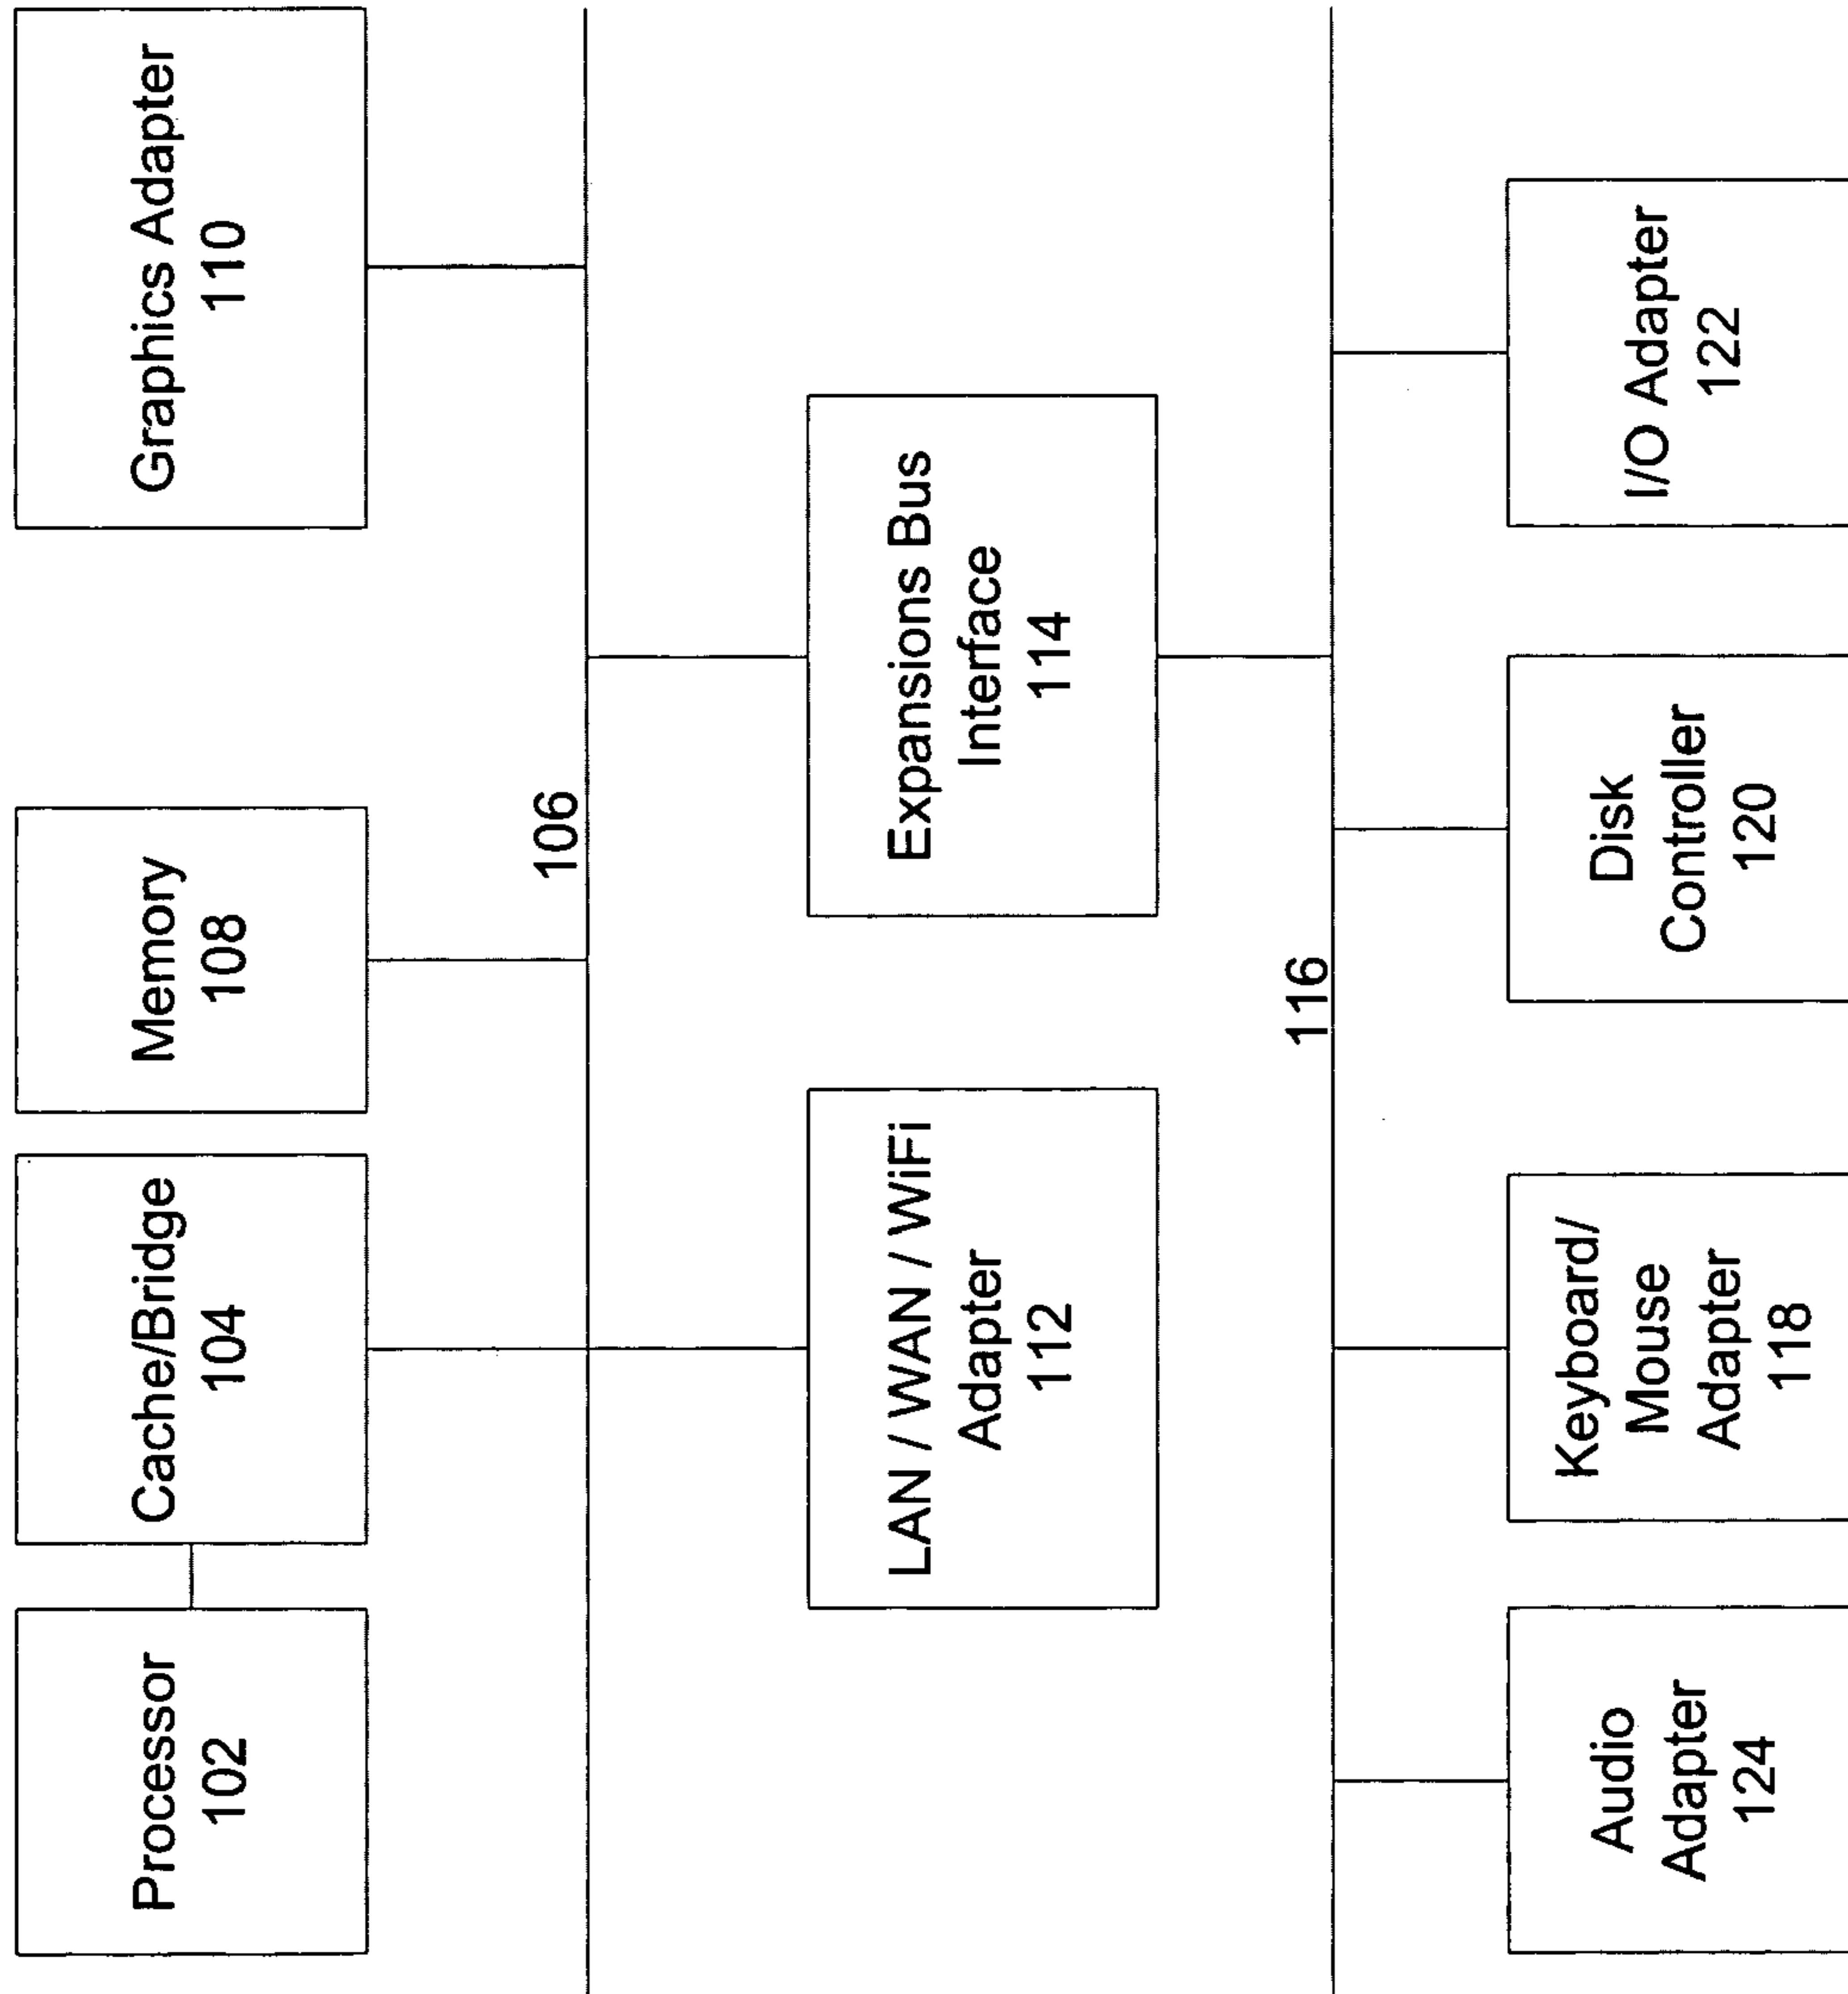 Processor
102
Cache/Bridge
104
Memory
108
Graphics Adapter
110
106
LAN / WAN / WiFi
Adapter
112
Expansions Bus
Interface
114
116
Audio
Adapter
124
Keyboard/
Mouse
Adapter
118
Disk
Controller
120
I/O Adapter
122